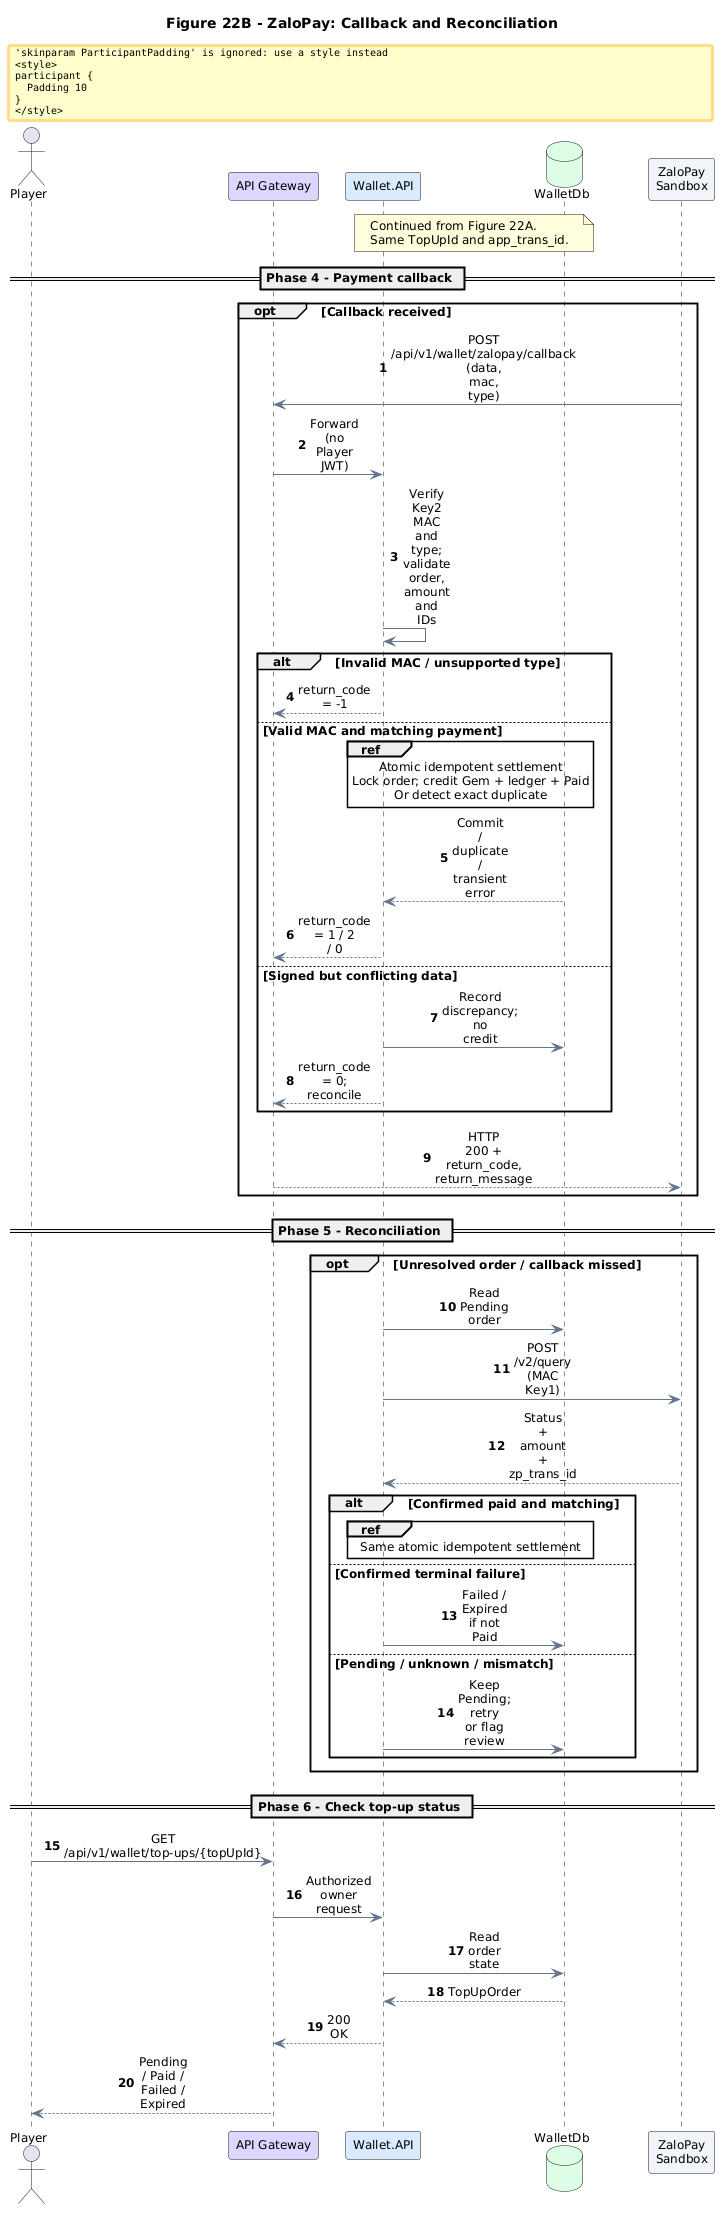 Figure 22B - ZaloPay: Callback and Reconciliation
'skinparam ParticipantPadding' is ignored: use a style instead
<style>
participant {
  Padding 10
}
</style>
Player
API Gateway
Wallet.API
WalletDb
ZaloPay
Sandbox
Continued from Figure 22A.
Same TopUpId and app_trans_id.
Phase 4 - Payment callback
opt [Callback received]
1 POST
/api/v1/wallet/zalopay/callback
(data,
mac,
type)
2 Forward
(no
Player
JWT)
3 Verify
Key2
MAC
and
type;
validate
order,
amount
and
IDs
alt [Invalid MAC / unsupported type]
4 return_code
= -1
[Valid MAC and matching payment]
ref
Atomic idempotent settlement
Lock order; credit Gem + ledger + Paid
Or detect exact duplicate
5 Commit
/
duplicate
/
transient
error
6 return_code
= 1 / 2
/ 0
[Signed but conflicting data]
7 Record
discrepancy;
no
credit
8 return_code
= 0;
reconcile
9 HTTP
200 +
return_code,
return_message
Phase 5 - Reconciliation
opt [Unresolved order / callback missed]
10 Read
Pending
order
11 POST
/v2/query
(MAC
Key1)
12 Status
+
amount
+
zp_trans_id
alt [Confirmed paid and matching]
ref
Same atomic idempotent settlement
[Confirmed terminal failure]
13 Failed /
Expired
if not
Paid
[Pending / unknown / mismatch]
14 Keep
Pending;
retry
or flag
review
Phase 6 - Check top-up status
15 GET
/api/v1/wallet/top-ups/{topUpId}
16 Authorized
owner
request
17 Read
order
state
18 TopUpOrder
19 200
OK
20 Pending
/ Paid /
Failed /
Expired
Player
API Gateway
Wallet.API
WalletDb
ZaloPay
Sandbox